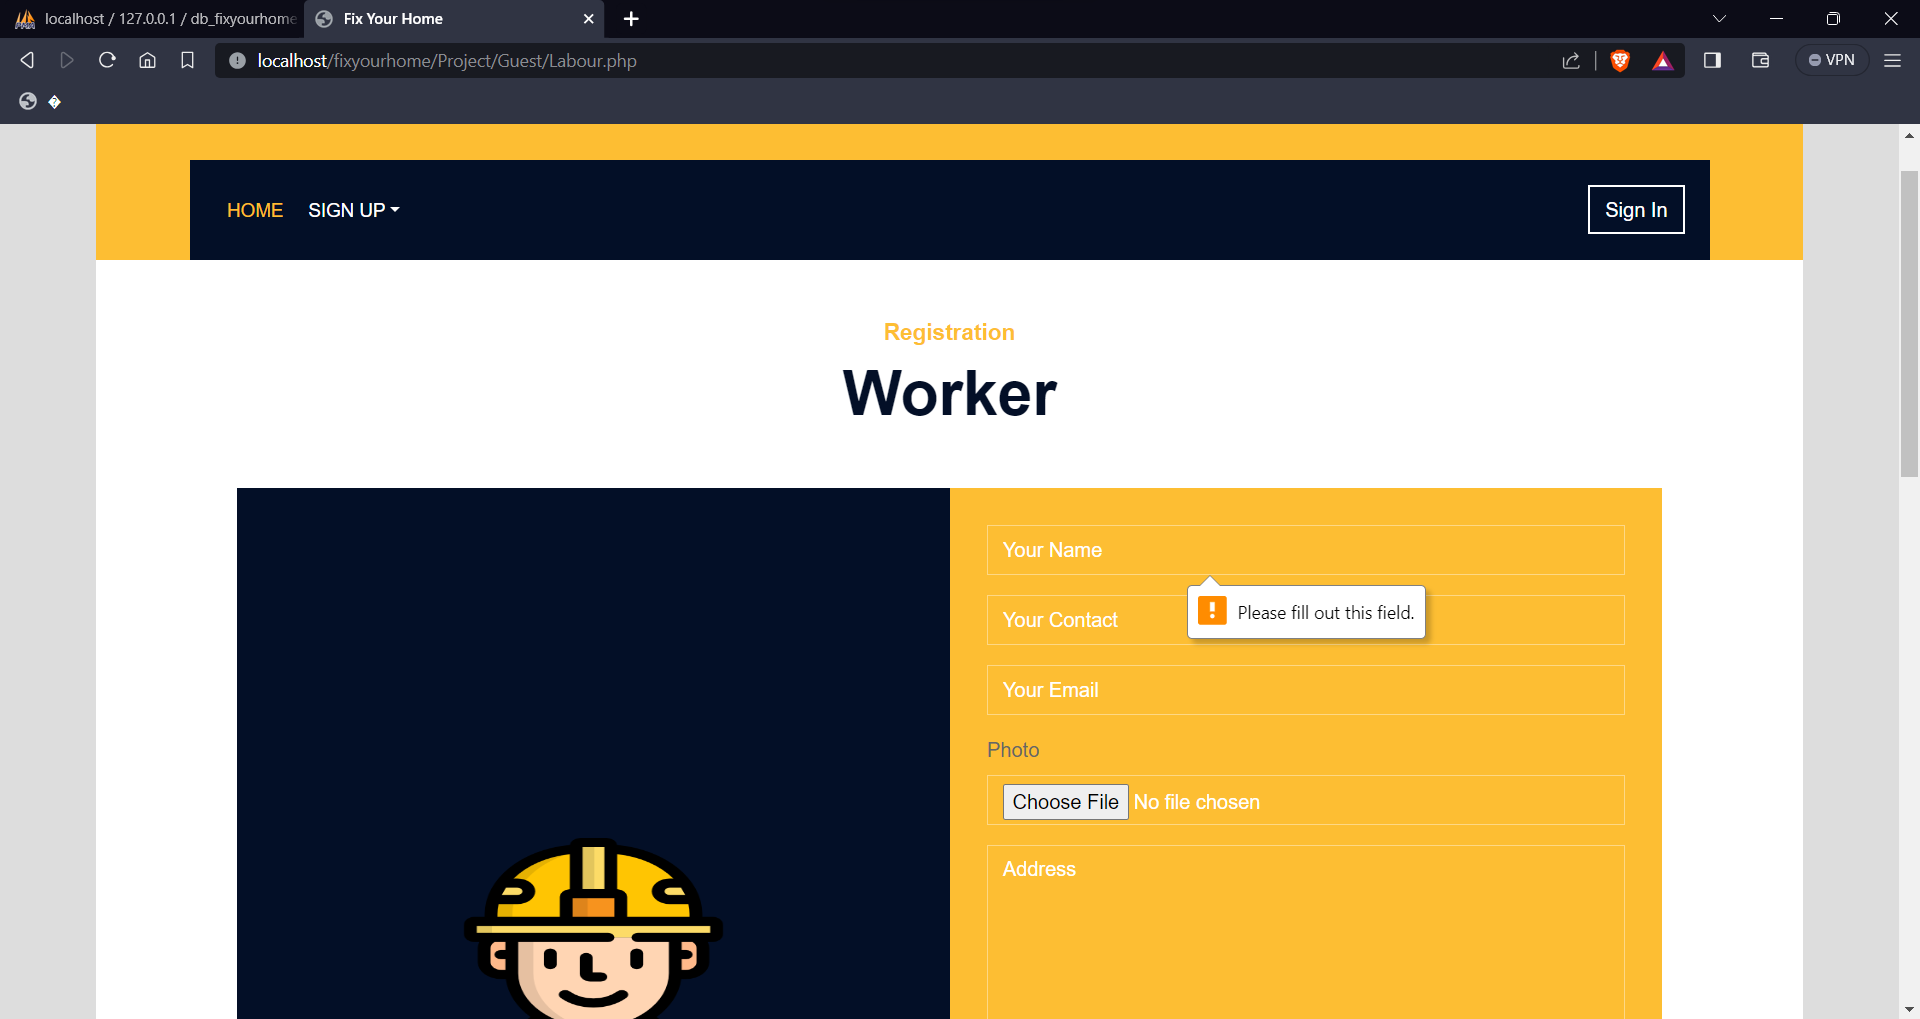 localhost / 127.0.0.1 / db_fixyourhome
Fix Your Home
localhost/fixyourhome/Project/Guest/Labour.php
VPN
HOME
SIGN UP
Sign In
Registration
Worker
Your Name
Please fill out this field.
Your Contact
Your Email
Photo
Choose File No file chosen
Address